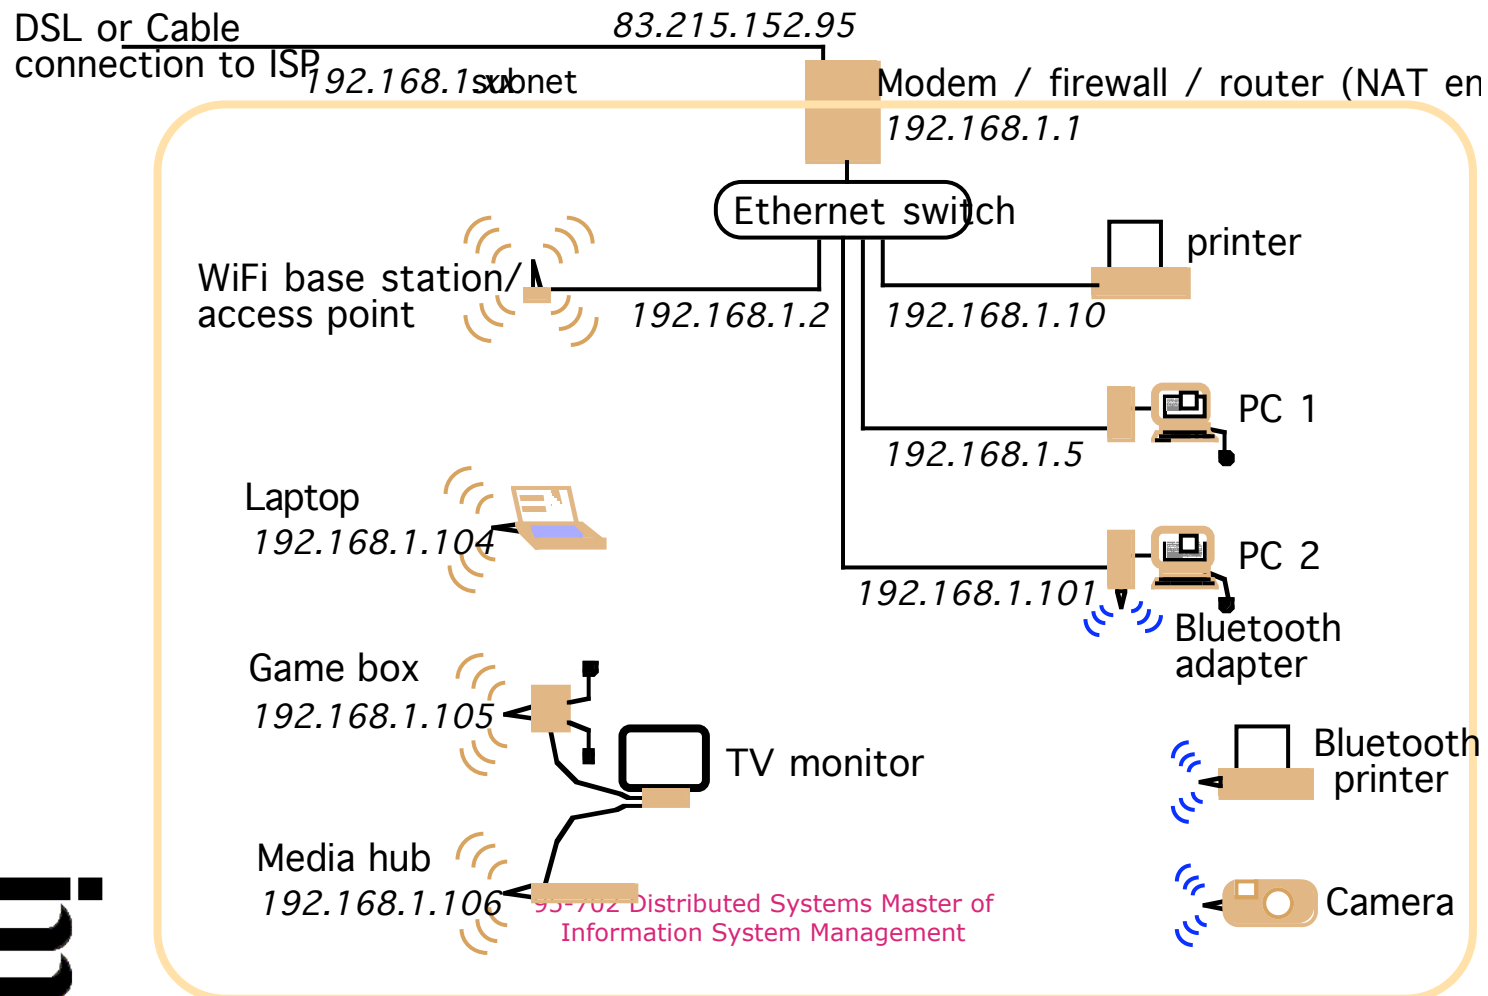 DSL or Cable
connection to ISP
83.215.152.95
192.168.1.xx subnet
Modem / firewall / router (NAT en
192.168.1.1
Ethernet switch
printer
WiFi base station/
access point
192.168.1.2
192.168.1.10
PC 1
192.168.1.5
Laptop
192.168.1.104
PC 2
192.168.1.101
Bluetooth
adapter
Game box
192.168.1.105
TV monitor
Bluetooth
printer
Media hub
192.168.1.106
Camera
95-702 Distributed Systems Master of
Information System Management